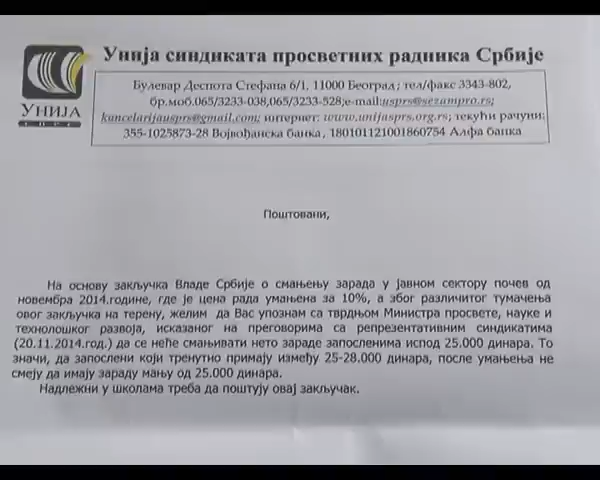 Унија синдиката просветних радника Србије
Булевар Деспота Стефана 6/1, 11000 Београд; тел/факс 3343-802,
бр.моб.065/3233-038,065/3233-528;e-mail:usprs@sezampro.rs;
kancelarijausprs@gmail.com; интернет: www.unijasprs.org.rs; текући рачуни:
355-1025873-28 Војвођанска банка, 180101121001860754 Алфа банка
УНИЈА
СПРС
Поштовани,
На основу закључка Владе Србије о смањењу зарада у јавном сектору почев од
новембра 2014.године, где је цена рада умањена за 10%, а због различитог тумачења
овог закључка на терену, желим да Вас упознам са тврдњом Министра просвете, науке и
технолошког развоја, исказаног на преговорима са репрезентативним синдикатима
(20.11.2014.год.) да се неће смањивати нето зараде запосленима испод 25.000 динара. То
значи, да запослени који тренутно примају између 25-28.000 динара, после умањења не
смеју да имају зараду мању од 25.000 динара.
Надлежни у школама треба да поштују овај закључак.